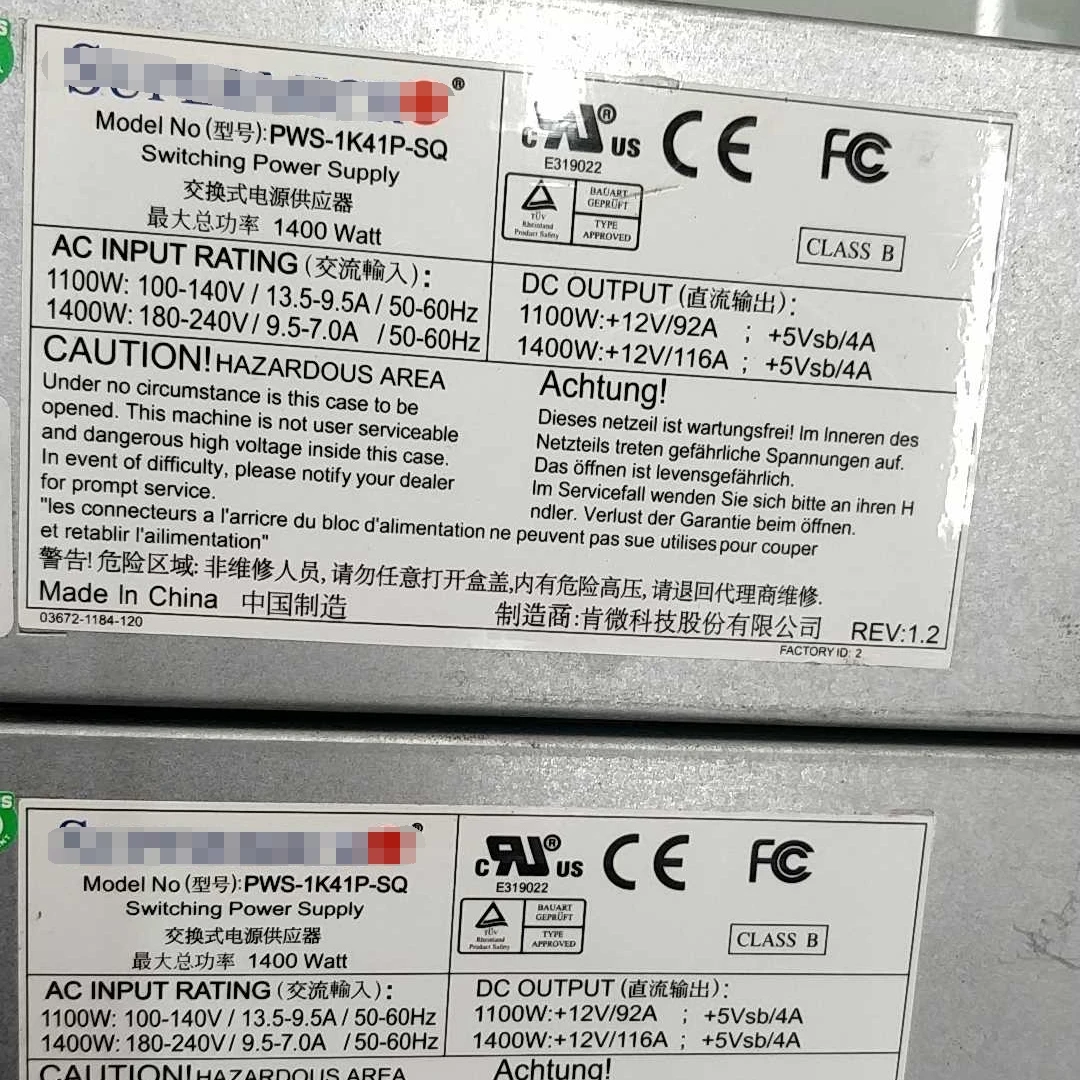 Model No (型号): PWS-1K41P-SQ
Switching Power Supply
交换式电源供应器
最大总功率 1400 Watt
C US
E319022
CE
FC
TÜV
Rheinland
Product Safety
BAUART
GEPRÜFT
TYPE
APPROVED
CLASS B
AC INPUT RATING (交流輸入):
1100W: 100-140V / 13.5-9.5A / 50-60Hz
1400W: 180-240V / 9.5-7.0A / 50-60Hz
DC OUTPUT (直流输出):
1100W:+12V/92A ; +5Vsb/4A
1400W:+12V/116A ; +5Vsb/4A
CAUTION! HAZARDOUS AREA
Under no circumstance is this case to be
opened. This machine is not user serviceable
and dangerous high voltage inside this case.
In event of difficulty, please notify your dealer
for prompt service.
Achtung!
Dieses netzeil ist wartungsfrei! Im Inneren des
Netzteils treten gefährliche Spannungen auf.
Das öffnen ist levensgefährlich.
Im Servicefall wenden Sie sich bitte an ihren H
ndler. Verlust der Garantie beim öffnen.
"les connecteurs a l'arricre du bloc d'alimentation ne peuvent pas sue utilises pour couper
et retablir l'ailimentation"
警告! 危险区域: 非维修人员, 请勿任意打开盒盖,内有危险高压, 请退回代理商维修.
Made In China 中国制造
制造商: 肯微科技股份有限公司 REV:1.2
03672-1184-120
FACTORY ID: 2
Model No (型号): PWS-1K41P-SQ
Switching Power Supply
交换式电源供应器
最大总功率 1400 Watt
C US
E319022
CE
FC
TÜV
Rheinland
Product Safety
BAUART
GEPRÜFT
TYPE
APPROVED
CLASS B
AC INPUT RATING (交流輸入):
1100W: 100-140V / 13.5-9.5A / 50-60Hz
1400W: 180-240V / 9.5-7.0A / 50-60Hz
DC OUTPUT (直流输出):
1100W:+12V/92A ; +5Vsb/4A
1400W:+12V/116A ; +5Vsb/4A
CAUTION! HAZARDOUS AREA
Achtung!